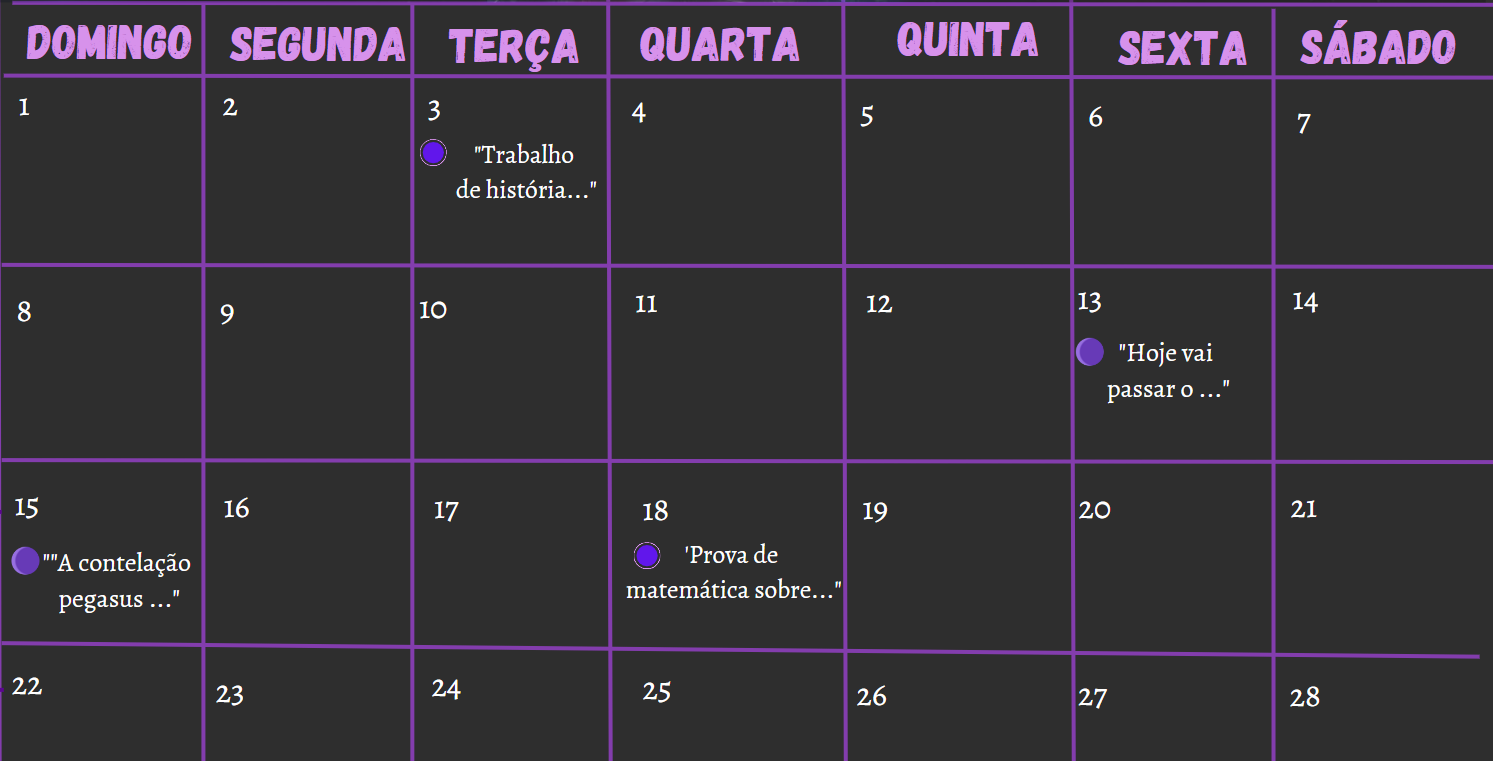 DOMINGO SEGUNDA TERÇA QUARTA QUINTA SEXTA SÁBADO
1 2 3 4 5 6 7
"Trabalho
de história..."
8 9 10 11 12 13 14
"Hoje vai
passar o ..."
15 16 17 18 19 20 21
""A contelação
pegasus ..."
'Prova de
matemática sobre..."
22 23 24 25 26 27 28